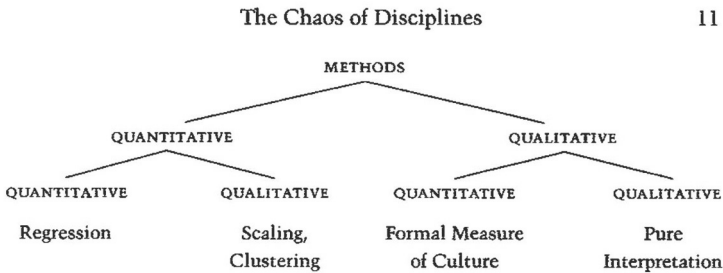 The Chaos of Disciplines 11
METHODS
QUANTITATIVE QUALITATIVE
QUANTITATIVE QUALITATIVE QUANTITATIVE QUALITATIVE
Regression Scaling, Formal Measure Pure
Clustering of Culture Interpretation